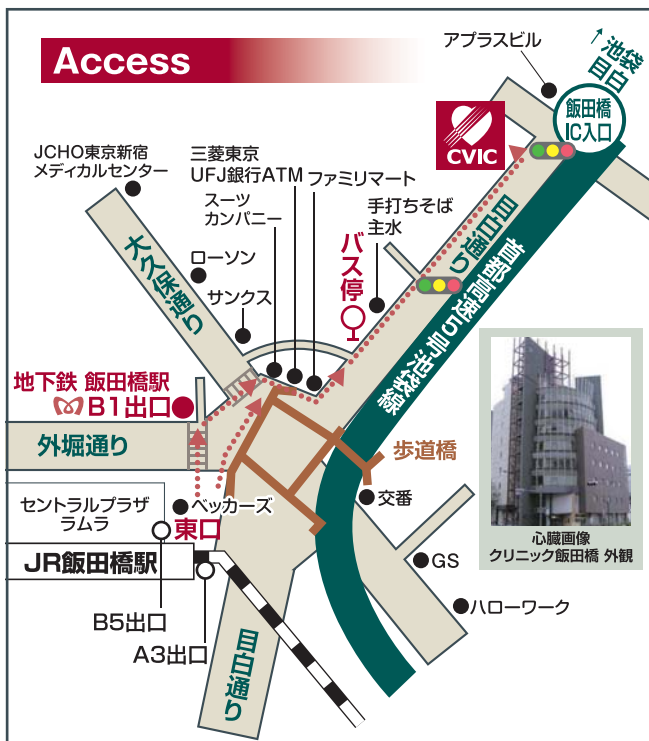 Access
アプラスビル
↑池袋
目白
飯田橋
IC入口
CVIC
JCHO東京新宿
メディカルセンター
三菱東京
UFJ銀行ATM
ファミリマート
スーツ
カンパニー
手打ちそば
主水
目白通り
バス停
大久保通り
ローソン
サンクス
首都高速5号池袋線
地下鉄 飯田橋駅
B1出口
外堀通り
歩道橋
セントラルプラザ
ラムラ
ベッカーズ
東口
交番
心臓画像
クリニック飯田橋 外観
JR飯田橋駅
GS
B5出口
ハローワーク
A3出口
目白通り